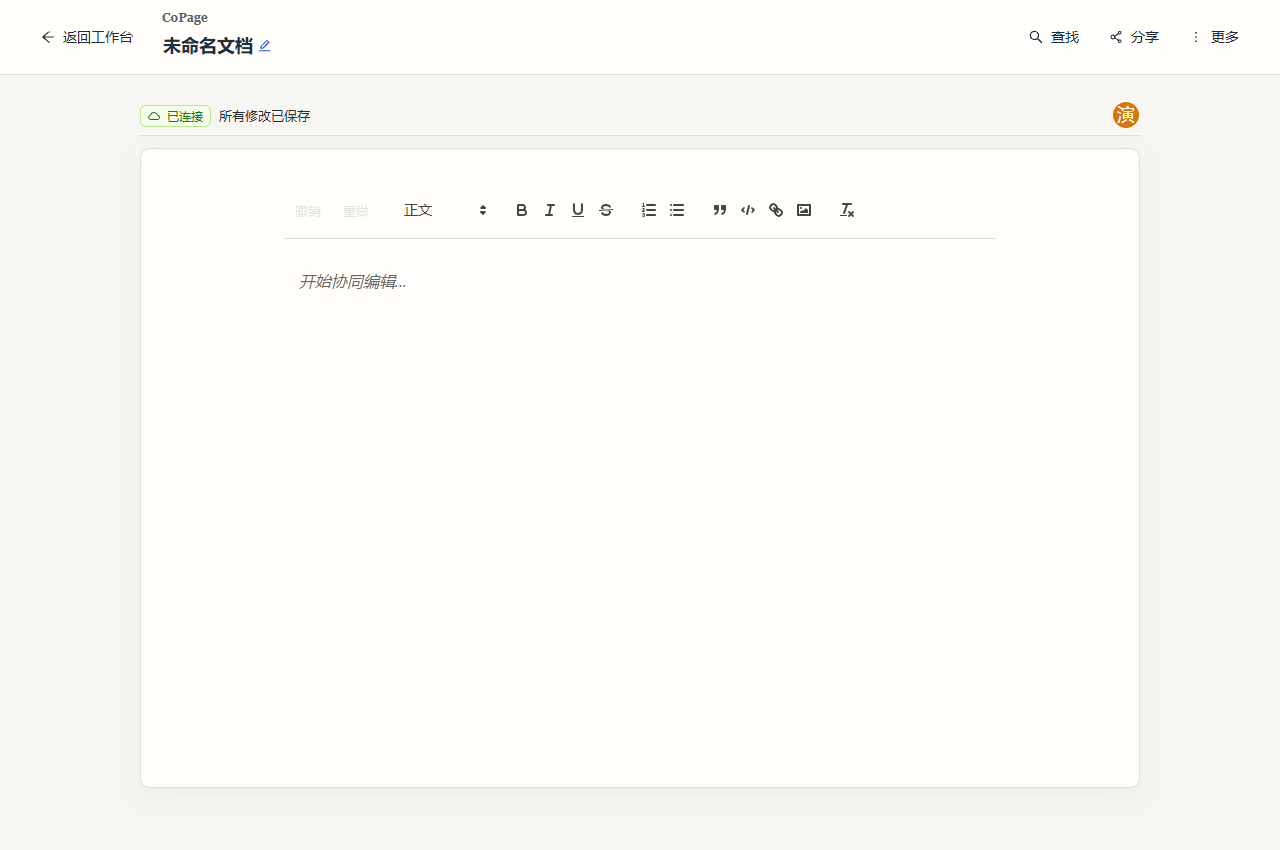 CoPage
返回工作台
未命名文档
查找
分享
更多
已连接
所有修改已保存
演
撤销
重做
正文
开始协同编辑...